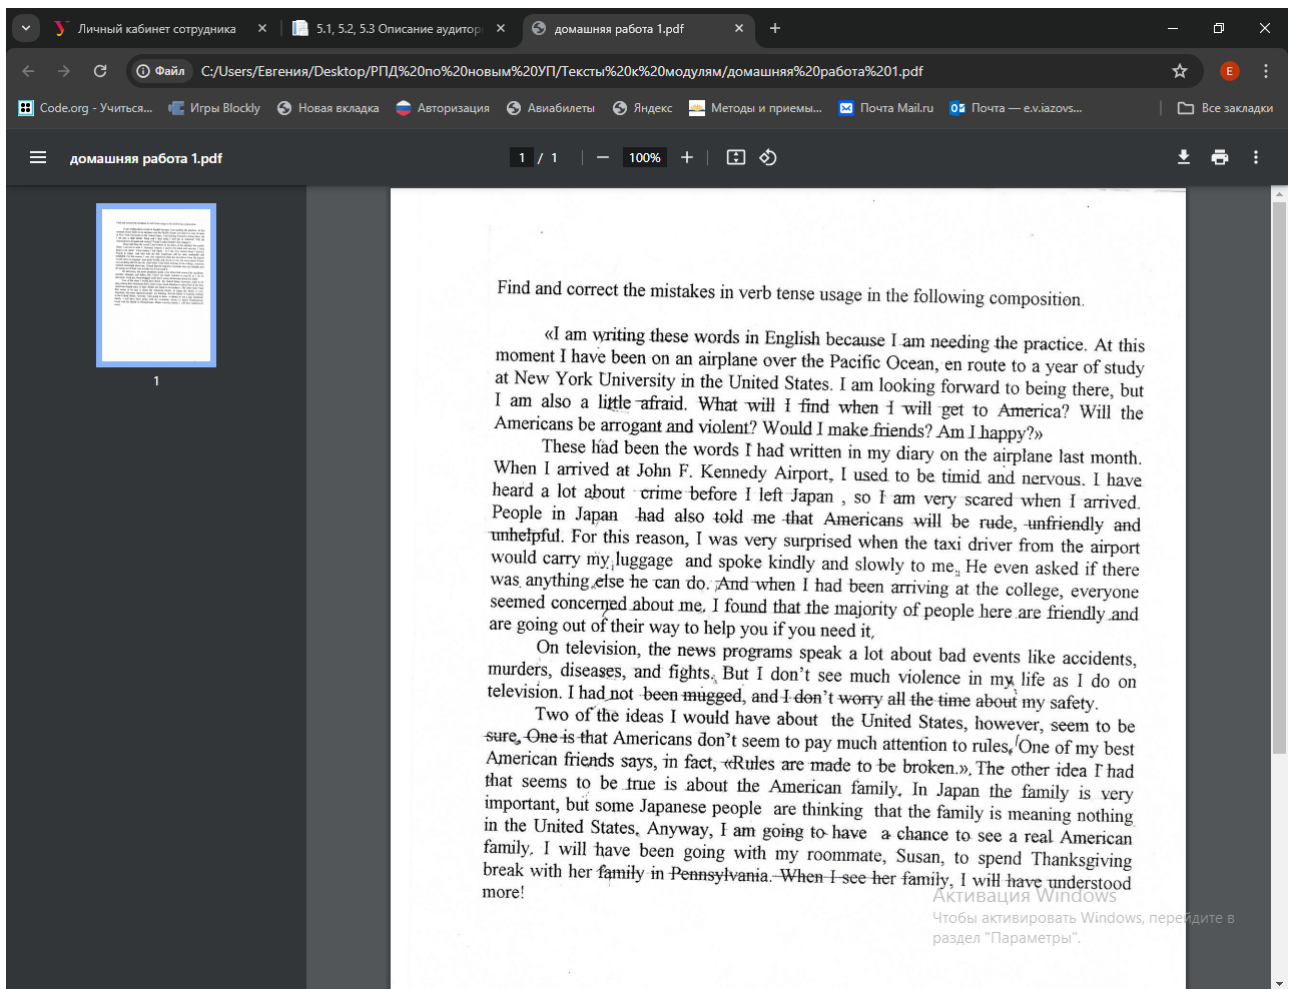 Личный кабинет сотрудника
5.1, 5.2, 5.3 Описание аудитор
домашняя работа 1.pdf
Файл C:/Users/Евгения/Desktop/РПД%20по%20новым%20УП/Тексты%20к%20модулям/домашняя%20работа%201.pdf
E
Code.org - Учиться...
Игры Blockly
Новая вкладка
Авторизация
Авиабилеты
Яндекс
Методы и приемы...
Почта Mail.ru
Почта — e.v.iazovs...
Все закладки
домашняя работа 1.pdf
1 / 1
100%
1
Find and correct the mistakes in verb tense usage in the following composition.
«I am writing these words in English because I am needing the practice. At this
moment I have been on an airplane over the Pacific Ocean, en route to a year of study
at New York University in the United States. I am looking forward to being there, but
I am also a little afraid. What will I find when I will get to America? Will the
Americans be arrogant and violent? Would I make friends? Am I happy?»
These had been the words I had written in my diary on the airplane last month.
When I arrived at John F. Kennedy Airport, I used to be timid and nervous. I have
heard a lot about crime before I left Japan , so I am very scared when I arrived.
People in Japan had also told me that Americans will be rude, unfriendly and
unhelpful. For this reason, I was very surprised when the taxi driver from the airport
would carry my luggage and spoke kindly and slowly to me. He even asked if there
was anything else he can do. And when I had been arriving at the college, everyone
seemed concerned about me. I found that the majority of people here are friendly and
are going out of their way to help you if you need it.
On television, the news programs speak a lot about bad events like accidents,
murders, diseases, and fights. But I don't see much violence in my life as I do on
television. I had not been mugged, and I don't worry all the time about my safety.
Two of the ideas I would have about the United States, however, seem to be
sure. One is that Americans don't seem to pay much attention to rules. One of my best
American friends says, in fact, «Rules are made to be broken.». The other idea I had
that seems to be true is about the American family. In Japan the family is very
important, but some Japanese people are thinking that the family is meaning nothing
in the United States. Anyway, I am going to have a chance to see a real American
family. I will have been going with my roommate, Susan, to spend Thanksgiving
break with her family in Pennsylvania. When I see her family, I will have understood
more!
Активация Windows
Чтобы активировать Windows, перейдите в
раздел "Параметры".